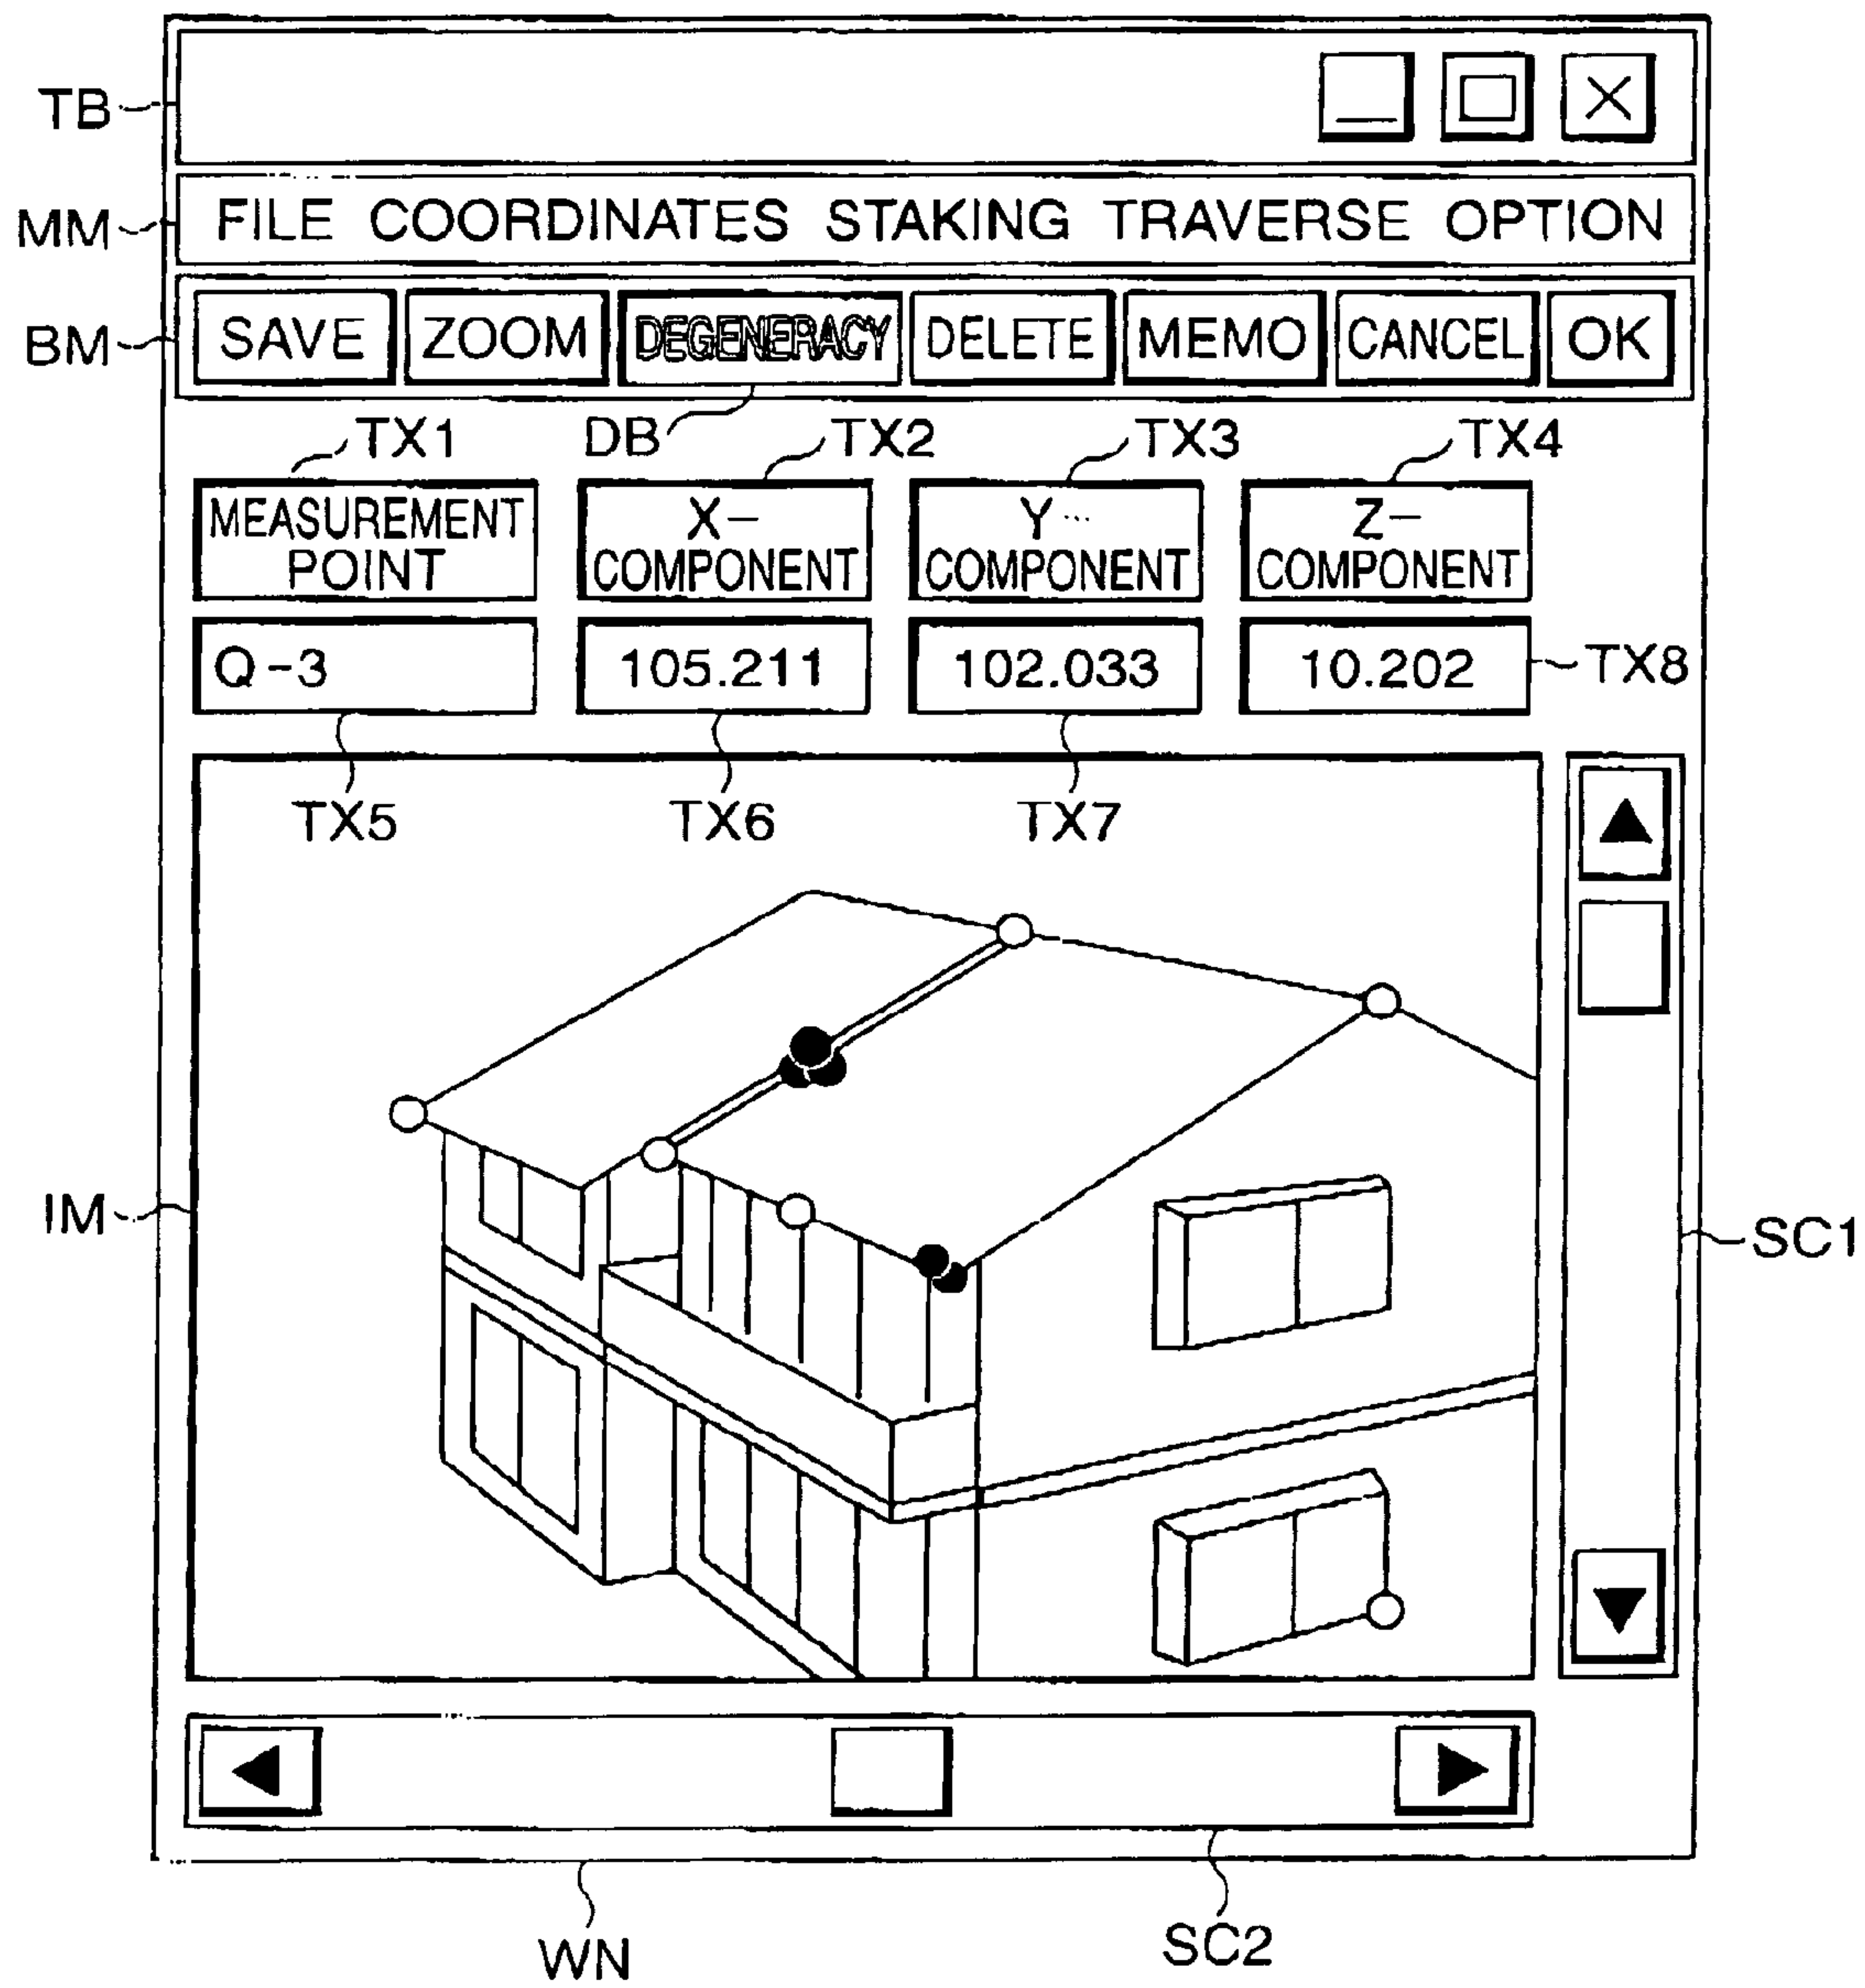 TB
MM FILE COORDINATES STAKING TRAVERSE OPTION
BM SAVE ZOOM DEGENERACY DELETE MEMO CANCEL OK
TX1 DB TX2 TX3 TX4
MEASUREMENT POINT X- COMPONENT Y- COMPONENT Z- COMPONENT
Q-3 105.211 102.033 10.202 TX8
TX5 TX6 TX7
IM SC1
WN SC2